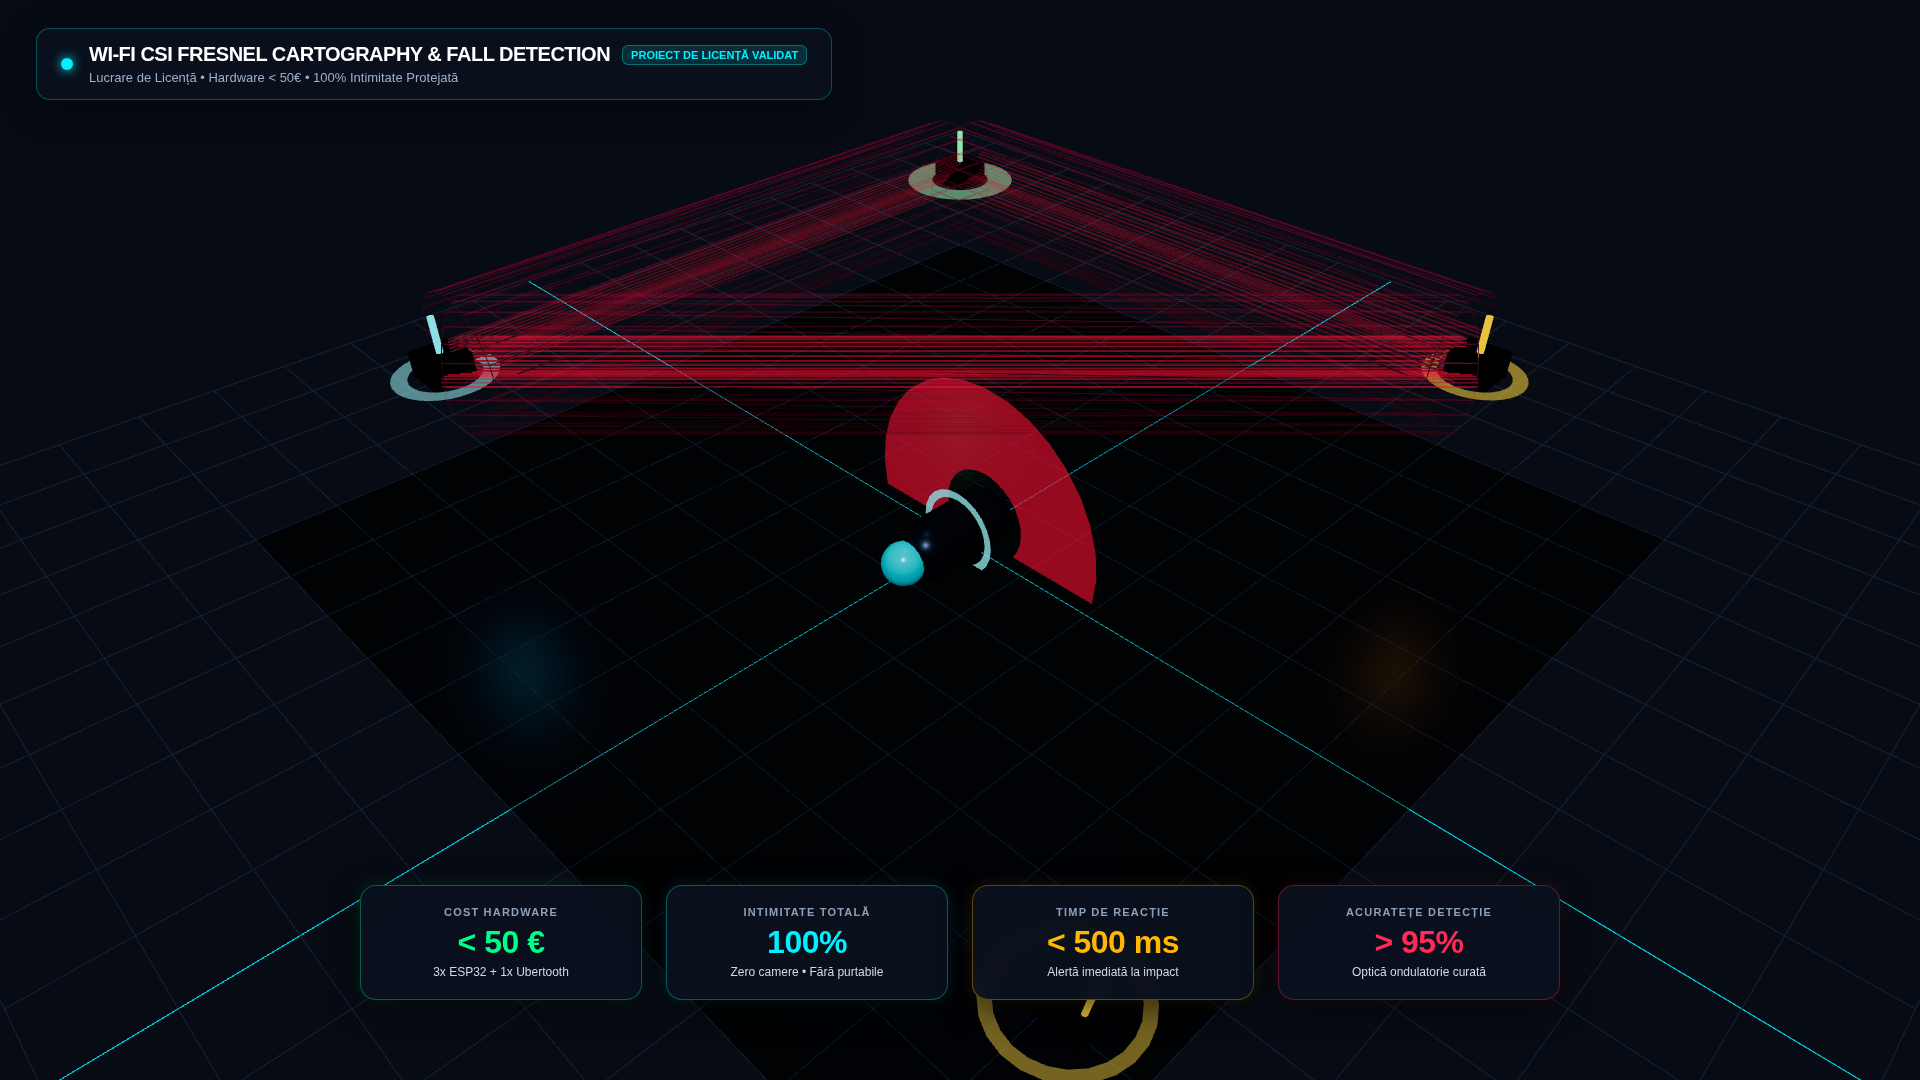 WI-FI CSI FRESNEL CARTOGRAPHY & FALL DETECTION
PROIECT DE LICENȚĂ VALIDAT
Lucrare de Licență • Hardware < 50€ • 100% Intimitate Protejată
COST HARDWARE
< 50 €
3x ESP32 + 1x Ubertooth
INTIMITATE TOTALĂ
100%
Zero camere • Fără purtabile
TIMP DE REACȚIE
< 500 ms
Alertă imediată la impact
ACURATEȚE DETECȚIE
> 95%
Optică ondulatorie curată